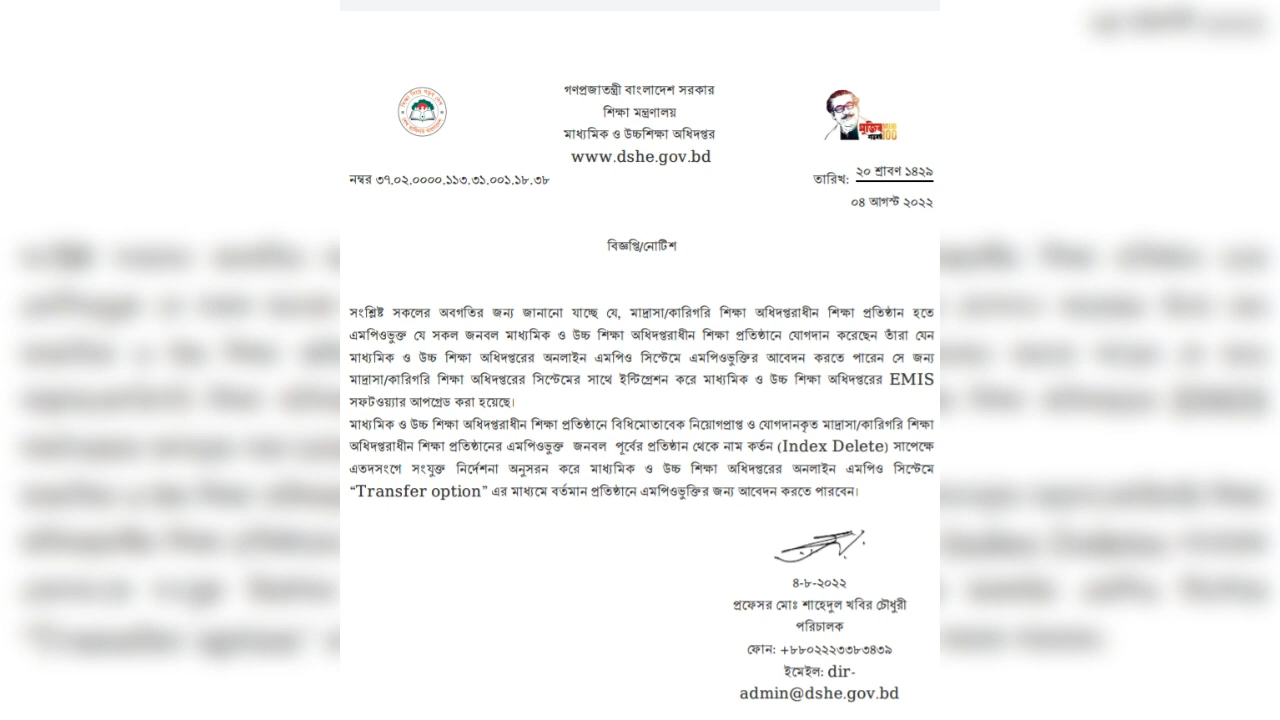 গণপ্রজাতন্ত্রী বাংলাদেশ সরকার
শিক্ষা মন্ত্রণালয়
মাধ্যমিক ও উচ্চশিক্ষা অধিদপ্তর
www.dshe.gov.bd
নম্বর ৩৭.০২.০০০০.১১৩.৩১.০০১.১৮.৩৮
তারিখ: ২০ শ্রাবণ ১৪২৯
০৪ আগস্ট ২০২২
মুজিব
100
বিজ্ঞপ্তি/নোটিশ
সংশ্লিষ্ট সকলের অবগতির জন্য জানানো যাচ্ছে যে, মাদ্রাসা/কারিগরি শিক্ষা অধিদপ্তরাধীন শিক্ষা প্রতিষ্ঠান হতে
এমপিওভুক্ত যে সকল জনবল মাধ্যমিক ও উচ্চ শিক্ষা অধিদপ্তরাধীন শিক্ষা প্রতিষ্ঠানে যোগদান করেছেন তাঁরা যেন
মাধ্যমিক ও উচ্চ শিক্ষা অধিদপ্তরের অনলাইন এমপিও সিস্টেমে এমপিওভুক্তির আবেদন করতে পারেন সে জন্য
মাদ্রাসা/কারিগরি শিক্ষা অধিদপ্তরের সিস্টেমের সাথে ইন্টিগ্রেশন করে মাধ্যমিক ও উচ্চ শিক্ষা অধিদপ্তরের EMIS
সফটওয়্যার আপগ্রেড করা হয়েছে।
মাধ্যমিক ও উচ্চ শিক্ষা অধিদপ্তরাধীন শিক্ষা প্রতিষ্ঠানে বিধিমোতাবেক নিয়োগপ্রাপ্ত ও যোগদানকৃত মাদ্রাসা/কারিগরি শিক্ষা
অধিদপ্তরাধীন শিক্ষা প্রতিষ্ঠানের এমপিওভুক্ত জনবল পূর্বের প্রতিষ্ঠান থেকে নাম কর্তন (Index Delete) সাপেক্ষে
এতদসংগে সংযুক্ত নির্দেশনা অনুসরন করে মাধ্যমিক ও উচ্চ শিক্ষা অধিদপ্তরের অনলাইন এমপিও সিস্টেমে
“Transfer option” এর মাধ্যমে বর্তমান প্রতিষ্ঠানে এমপিওভুক্তির জন্য আবেদন করতে পারবেন।
৪-৮-২০২২
প্রফেসর মোঃ শাহেদুল খবির চৌধুরী
পরিচালক
ফোন: +৮৮০২২২৩৩৮৩৪৩৯
ইমেইল: dir-
admin@dshe.gov.bd